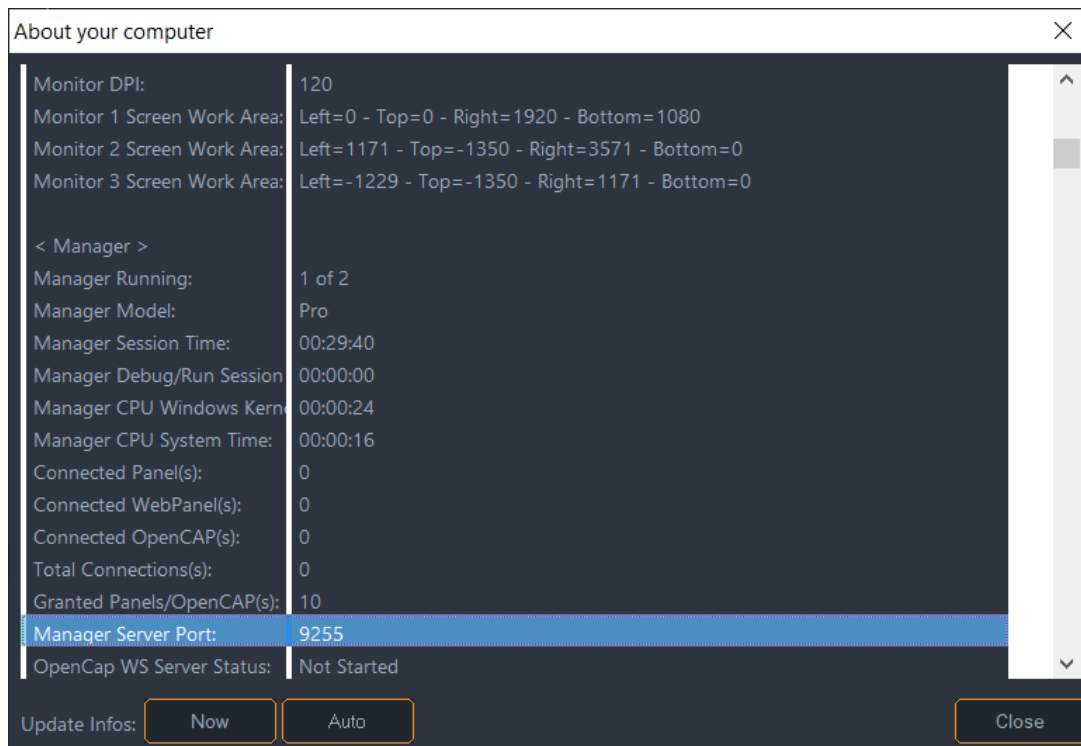 About your computer
Monitor DPI: 120
Monitor 1 Screen Work Area: Left=0 - Top=0 - Right=1920 - Bottom=1080
Monitor 2 Screen Work Area: Left=1171 - Top=-1350 - Right=3571 - Bottom=0
Monitor 3 Screen Work Area: Left=-1229 - Top=-1350 - Right=1171 - Bottom=0
< Manager >
Manager Running: 1 of 2
Manager Model: Pro
Manager Session Time: 00:29:40
Manager Debug/Run Session 00:00:00
Manager CPU Windows Kern 00:00:24
Manager CPU System Time: 00:00:16
Connected Panel(s): 0
Connected WebPanel(s): 0
Connected OpenCAP(s): 0
Total Connections(s): 0
Granted Panels/OpenCAP(s): 10
Manager Server Port: 9255
OpenCap WS Server Status: Not Started
Update Infos: Now Auto Close